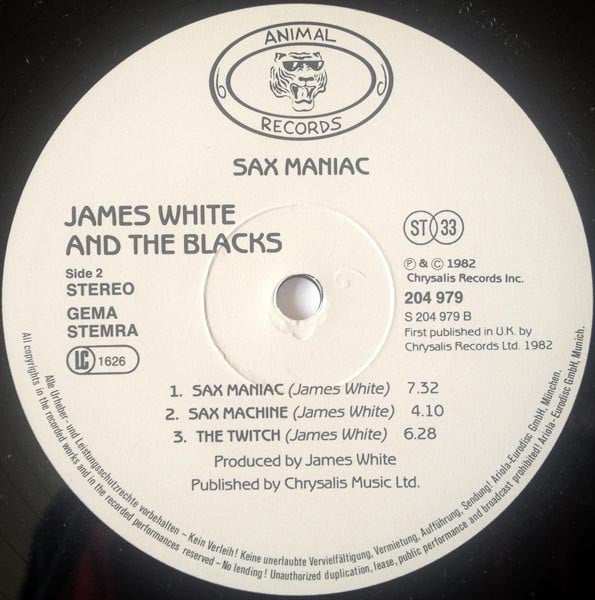 ANIMAL
RECORDS
SAX MANIAC
JAMES WHITE
AND THE BLACKS
Side 2
STEREO
GEMA
STEMRA
LC 1626
ST 33
Ⓟ & © 1982
Chrysalis Records Inc.
204 979
S 204 979 B
First published in U.K. by
Chrysalis Records Ltd. 1982
1. SAX MANIAC (James White) 7.32
2. SAX MACHINE (James White) 4.10
3. THE TWITCH (James White) 6.28
Produced by James White
Published by Chrysalis Music Ltd.
Alle Urheber- und Leistungsschutzrechte vorbehalten – Kein Verleih! Keine unerlaubte Vervielfältigung, Vermietung, Aufführung, Sendung! Ariola-Eurodisc GmbH, München.
All copyrights in the recorded works and in the recorded performances reserved – No lending! Unauthorized duplication, lease, public performance and broadcast prohibited! Ariola-Eurodisc GmbH, Munich.